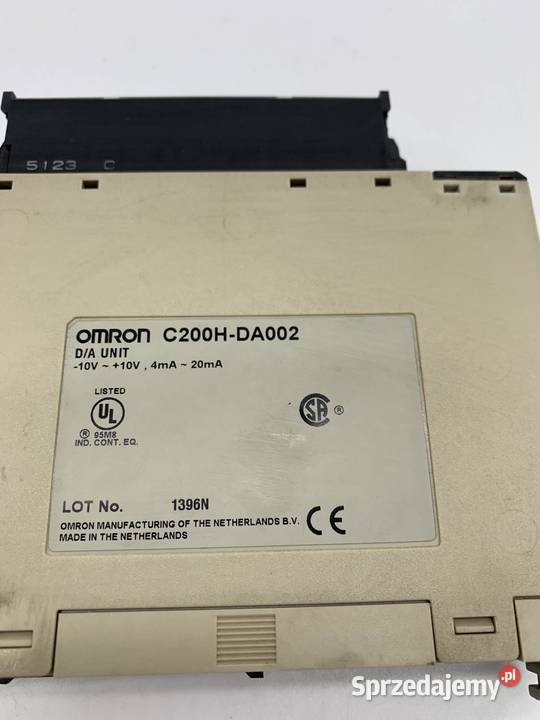 5123 C
OMRON C200H-DA002
D/A UNIT
-10V ~ +10V , 4mA ~ 20mA
LISTED
UL
® 95M8
IND. CONT. EQ.
SA ®
LOT No. 1396N
OMRON MANUFACTURING OF THE NETHERLANDS B.V.
MADE IN THE NETHERLANDS
CE
Sprzedajemy.pl